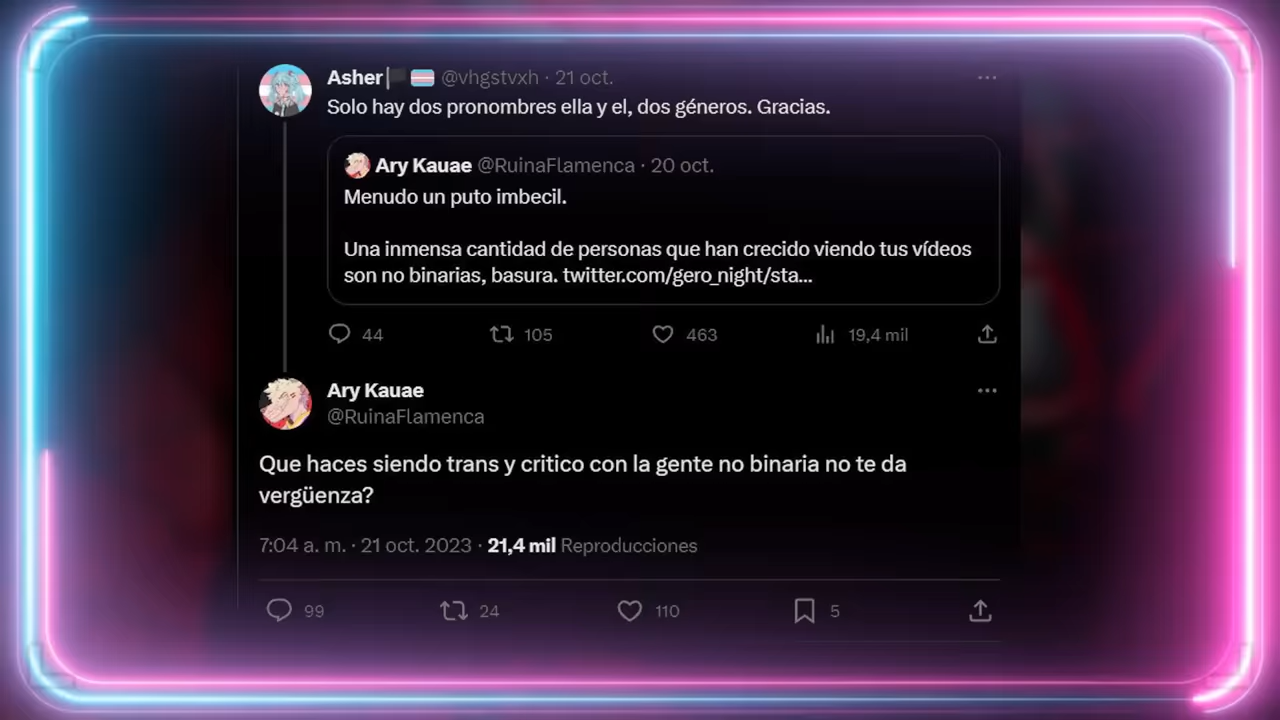 Asher @vhgstvxh · 21 oct.
Solo hay dos pronombres ella y el, dos géneros. Gracias.
Ary Kauae @RuinaFlamenca · 20 oct.
Menudo un puto imbecil.
Una inmensa cantidad de personas que han crecido viendo tus vídeos
son no binarias, basura. twitter.com/gero_night/sta...
44 105 463 19,4 mil
Ary Kauae
@RuinaFlamenca
Que haces siendo trans y critico con la gente no binaria no te da
vergüenza?
7:04 a. m. · 21 oct. 2023 · 21,4 mil Reproducciones
99 24 110 5